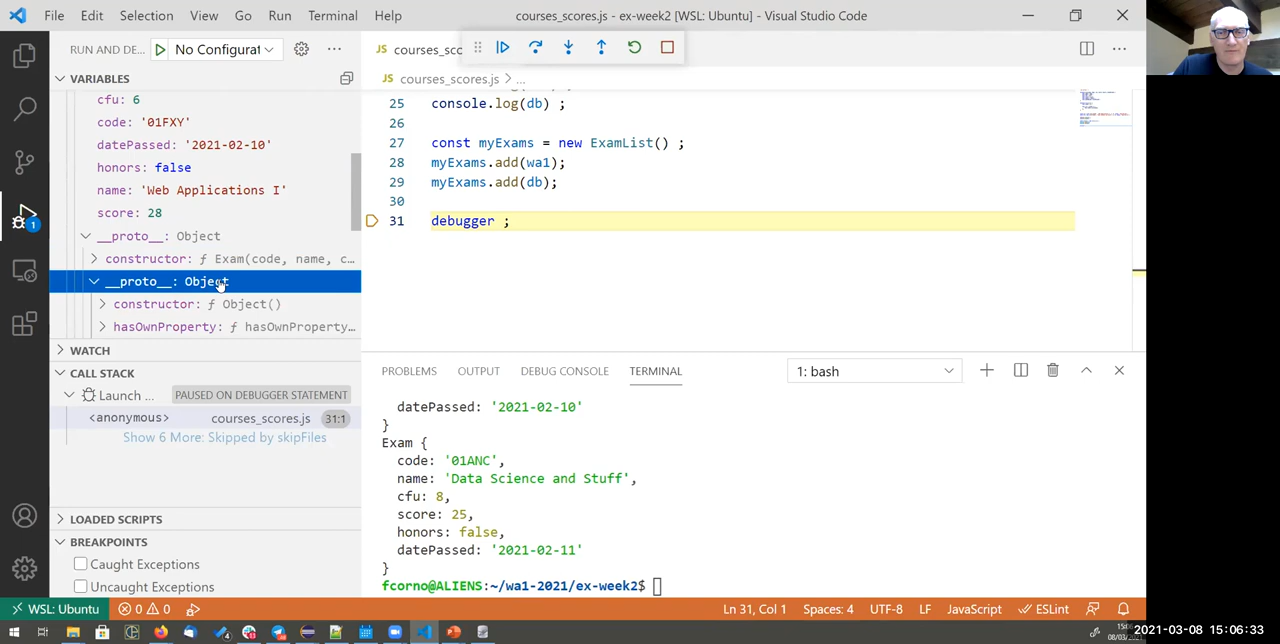 File Edit Selection View Go Run Terminal Help courses_scores.js - ex-week2 [WSL: Ubuntu] - Visual Studio Code
RUN AND DE... No Configurat
VARIABLES
cfu: 6
code: '01FXY'
datePassed: '2021-02-10'
honors: false
name: 'Web Applications I'
score: 28
__proto__: Object
constructor: ƒ Exam(code, name, c...
__proto__: Object
constructor: ƒ Object()
hasOwnProperty: ƒ hasOwnProperty...
WATCH
CALL STACK
Launch ... PAUSED ON DEBUGGER STATEMENT
<anonymous> courses_scores.js 31:1
Show 6 More: Skipped by skipFiles
LOADED SCRIPTS
BREAKPOINTS
Caught Exceptions
Uncaught Exceptions
JS courses_sco
JS courses_scores.js > ...
25 console.log(db) ;
26
27 const myExams = new ExamList() ;
28 myExams.add(wa1);
29 myExams.add(db);
30
31 debugger ;
PROBLEMS OUTPUT DEBUG CONSOLE TERMINAL 1: bash
datePassed: '2021-02-10'
}
Exam {
code: '01ANC',
name: 'Data Science and Stuff',
cfu: 8,
score: 25,
honors: false,
datePassed: '2021-02-11'
}
fcorno@ALIENS:~/wa1-2021/ex-week2$
1
WSL: Ubuntu 0 0 Ln 31, Col 1 Spaces: 4 UTF-8 LF JavaScript ESLint
2021-03-08 15:06:33